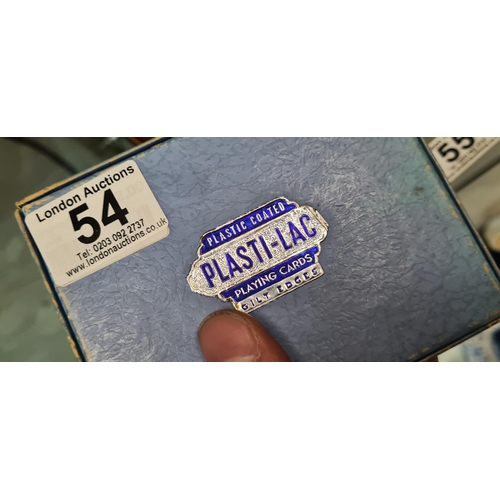 London Auctions
54
Tel: 0203 092 2737
www.londonauctions.co.uk
PLASTIC COATED
PLASTI-LAC
PLAYING CARDS
GILT EDGES
55